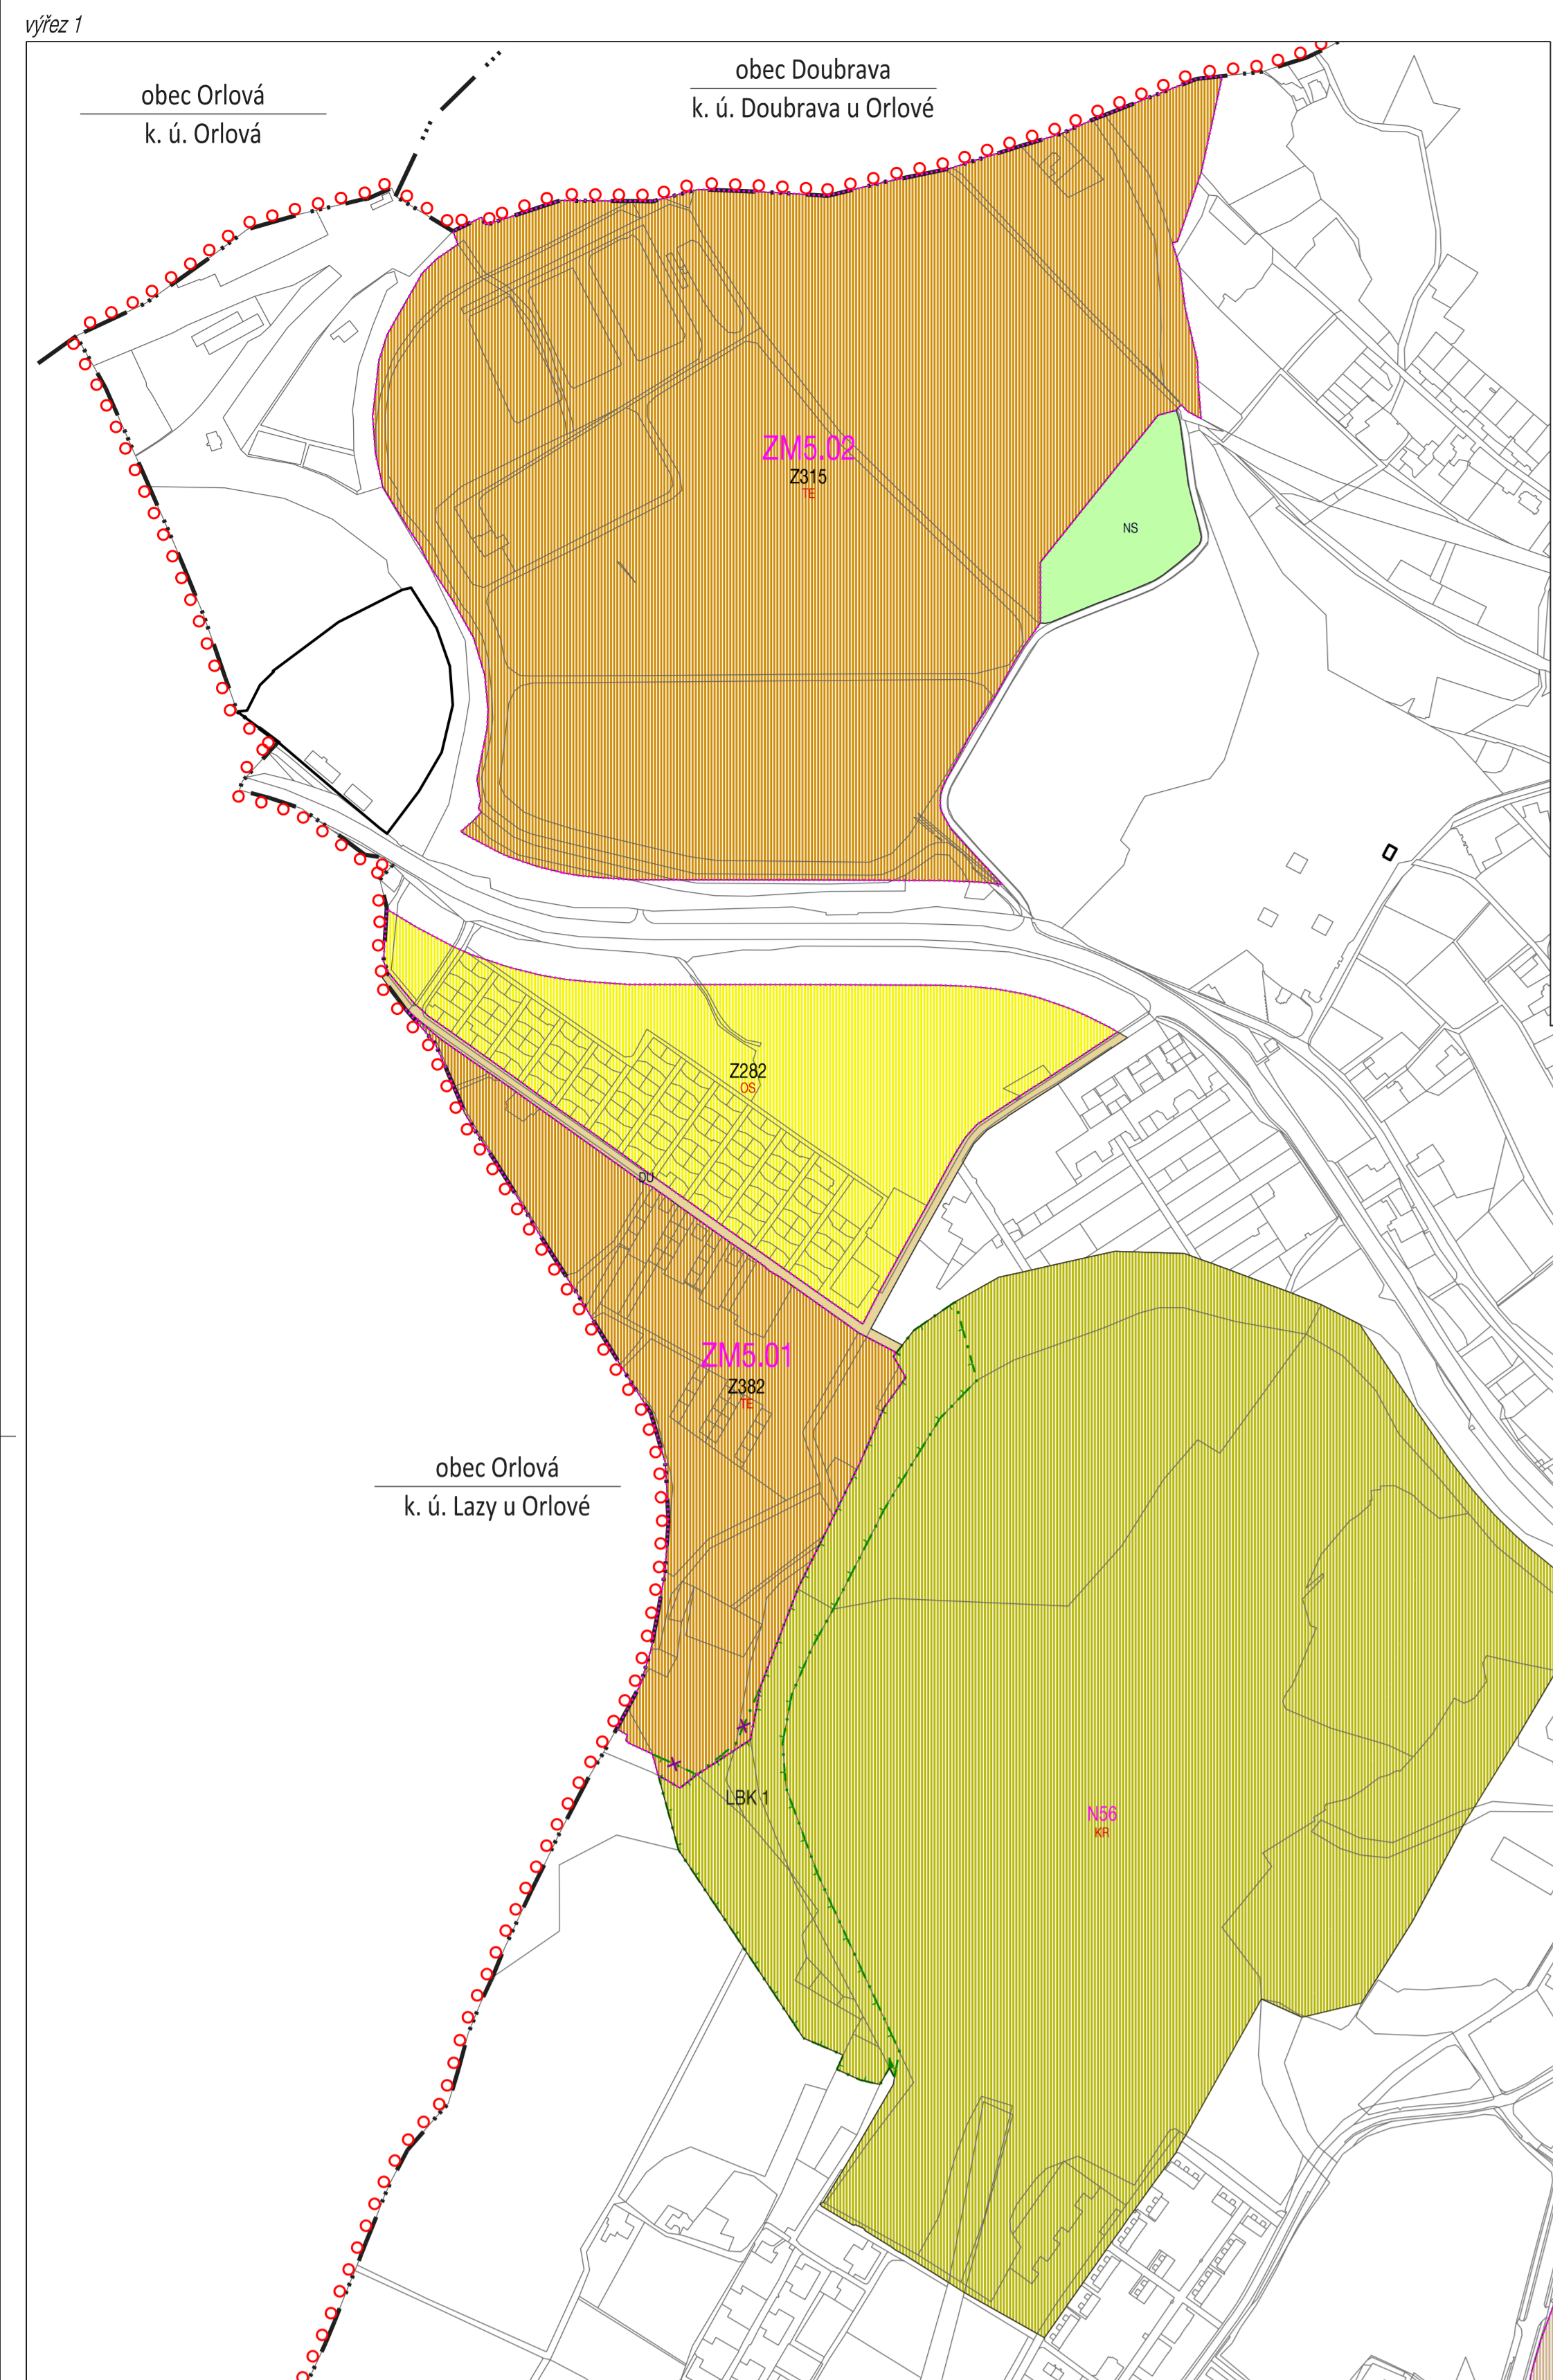 výřez 1
obec Orlová
k. ú. Orlová
obec Doubrava
k. ú. Doubrava u Orlové
ZM5.02
Z315
TE
NS
Z282
OS
DU
ZM5.01
Z382
TE
obec Orlová
k. ú. Lazy u Orlové
LBK 1
N56
KR